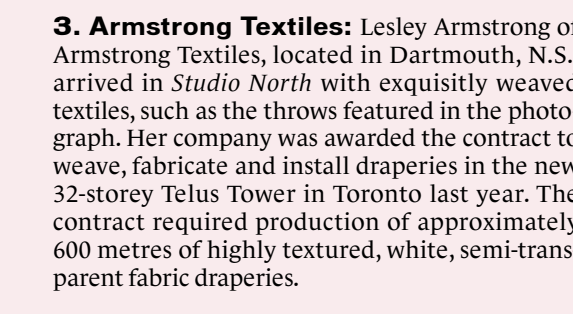 3. Armstrong Textiles: Lesley Armstrong of
Armstrong Textiles, located in Dartmouth, N.S.
arrived in Studio North with exquisitly weaved
textiles, such as the throws featured in the photo
graph. Her company was awarded the contract to
weave, fabricate and install draperies in the new
32-storey Telus Tower in Toronto last year. The
contract required production of approximately
600 metres of highly textured, white, semi-trans
parent fabric draperies.